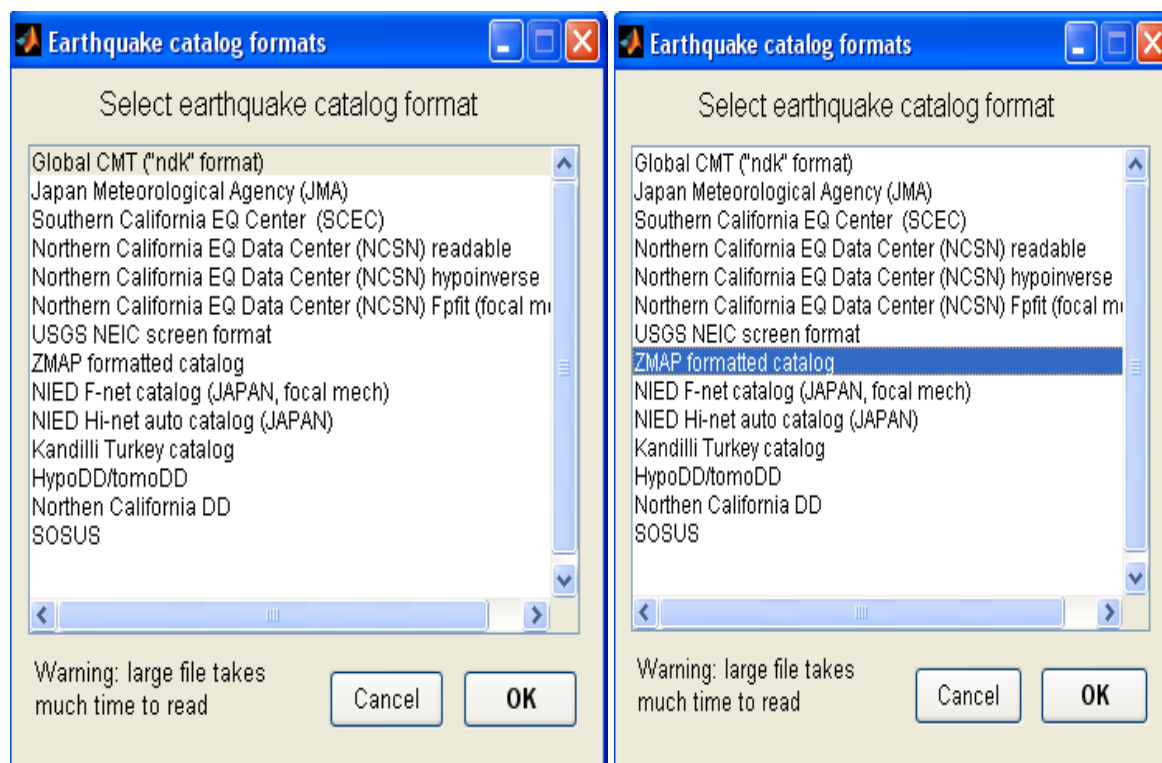 Earthquake catalog formats
Select earthquake catalog format
Global CMT ("ndk" format)
Japan Meteorological Agency (JMA)
Southern California EQ Center (SCEC)
Northern California EQ Data Center (NCSN) readable
Northern California EQ Data Center (NCSN) hypoinverse
Northern California EQ Data Center (NCSN) Fpfit (focal
USGS NEIC screen format
ZMAP formatted catalog
NIED F-net catalog (JAPAN, focal mech)
NIED Hi-net auto catalog (JAPAN)
Kandilli Turkey catalog
HypoDD/tomoDD
Northen California DD
SOSUS
Warning: large file takes
much time to read
Cancel
OK
Earthquake catalog formats
Select earthquake catalog format
Global CMT ("ndk" format)
Japan Meteorological Agency (JMA)
Southern California EQ Center (SCEC)
Northern California EQ Data Center (NCSN) readable
Northern California EQ Data Center (NCSN) hypoinverse
Northern California EQ Data Center (NCSN) Fpfit (focal
USGS NEIC screen format
ZMAP formatted catalog
NIED F-net catalog (JAPAN, focal mech)
NIED Hi-net auto catalog (JAPAN)
Kandilli Turkey catalog
HypoDD/tomoDD
Northen California DD
SOSUS
Warning: large file takes
much time to read
Cancel
OK